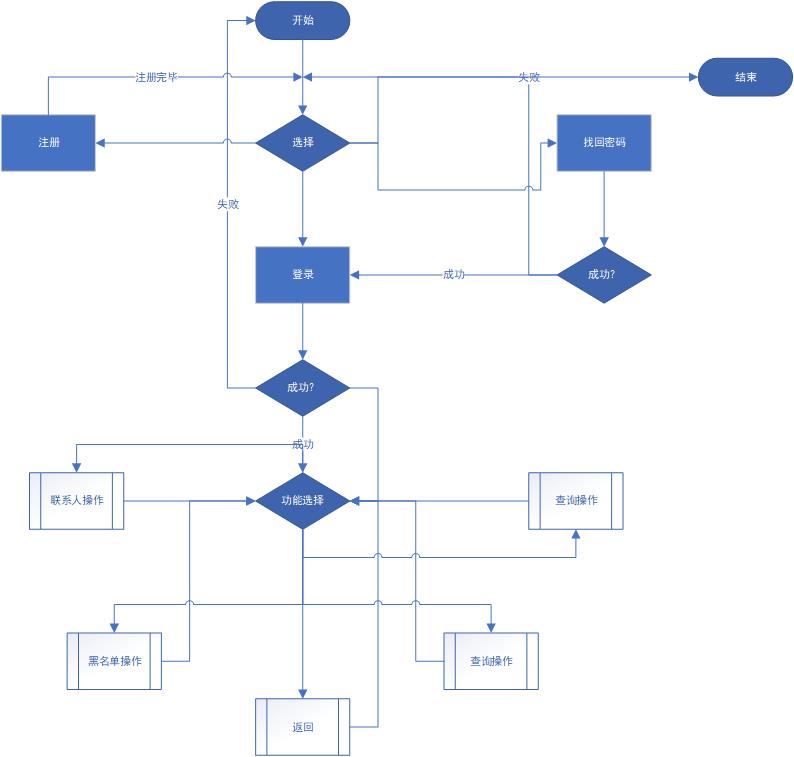 开始
注册完毕
失败
结束
注册
选择
找回密码
失败
登录
成功
成功?
成功?
成功
联系人操作
功能选择
查询操作
黑名单操作
查询操作
返回